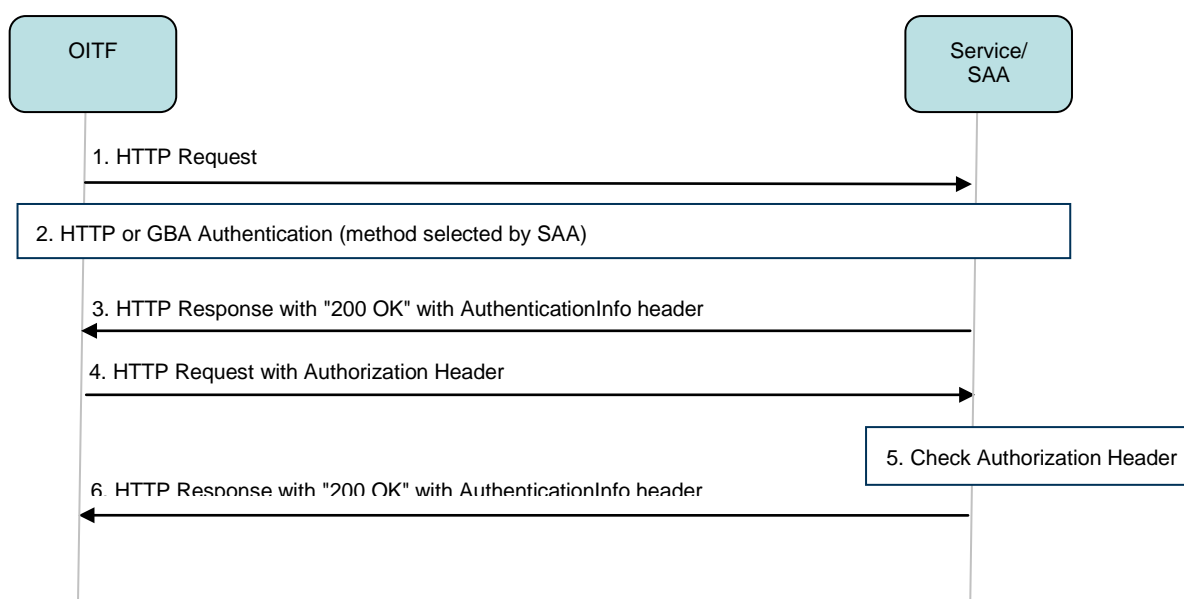 OITF
Service/
SAA
1. HTTP Request
2. HTTP or GBA Authentication (method selected by SAA)
3. HTTP Response with "200 OK" with AuthenticationInfo header
4. HTTP Request with Authorization Header
5. Check Authorization Header
6. HTTP Response with "200 OK" with AuthenticationInfo header